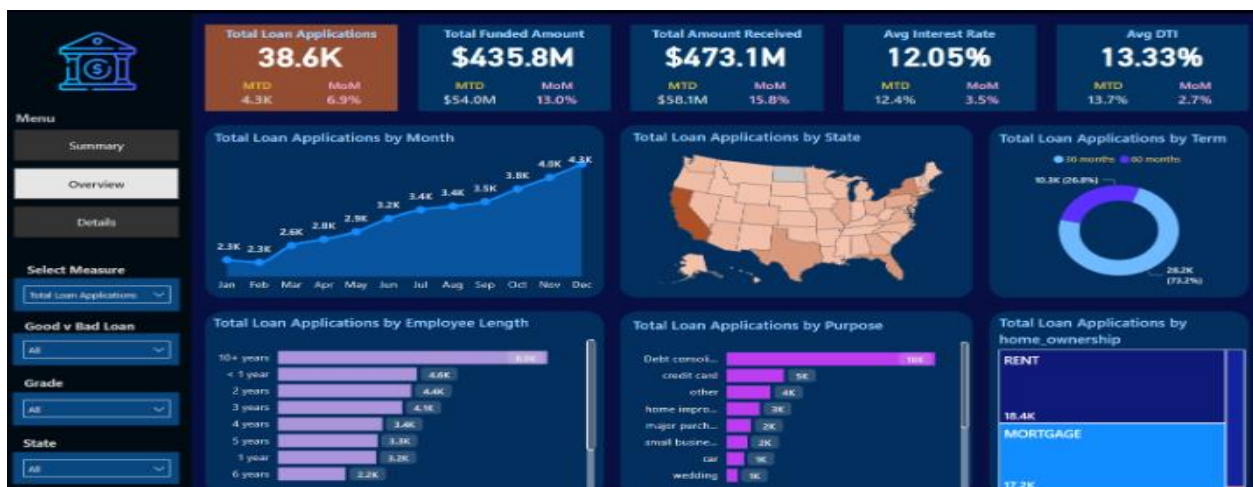 Total Loan Applications
38.6K
MTD MoM
4.3K 6.9%
Total Funded Amount
$435.8M
MTD MoM
$54.0M 13.0%
Total Amount Received
$473.1M
MTD MoM
$58.1M 15.8%
Avg Interest Rate
12.05%
MTD MoM
12.4% 3.5%
Avg DTI
13.33%
MTD MoM
13.7% 2.7%
Menu
Summary
Overview
Details
Select Measure
Total Loan Applications
Good v Bad Loan
All
Grade
All
State
All
Total Loan Applications by Month
2.3K 2.3K 2.6K 2.8K 2.9K 3.2K 3.4K 3.4K 3.5K 3.8K 4.0K 4.3K
Jan Feb Mar Apr May Jun Jul Aug Sep Oct Nov Dec
Total Loan Applications by State
Total Loan Applications by Term
36 months 60 months
10.3K (26.8%)
28.2K
(73.2%)
Total Loan Applications by Employee Length
10+ years
< 1 year 4.6K
2 years 4.4K
3 years 4.1K
4 years 3.4K
5 years 3.3K
1 year 3.2K
6 years 2.2K
Total Loan Applications by Purpose
Debt consoli... 18K
credit card 5K
other 4K
home impro... 3K
major purch... 2K
small busine... 2K
car 1K
wedding 1K
Total Loan Applications by
home_ownership
RENT
18.4K
MORTGAGE
17.2K